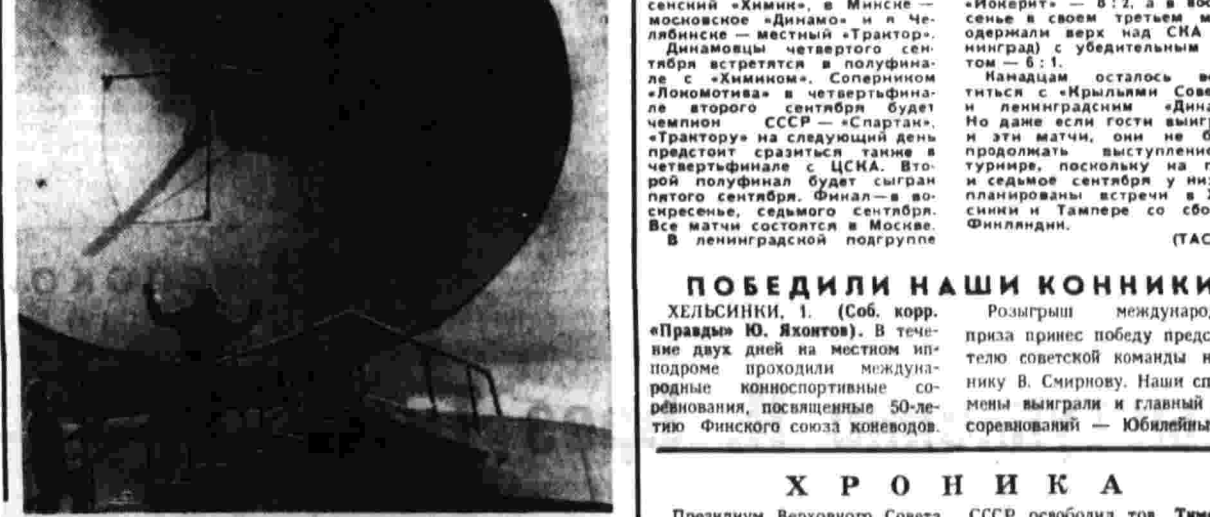 сенский «Химик», в Минске —
московское «Динамо» и в Че-
лябинске — местный «Трактор».
Динамовцы четвертого сен-
тября встретятся в полуфина-
ле с «Химиком». Соперником
«Локомотива» в четвертьфина-
ле второго сентября будет
чемпион СССР — «Спартак».
«Трактору» на следующий день
предстоит сразиться также в
четвертьфинале с ЦСКА. Вто-
рой полуфинал будет сыгран
пятого сентября. Финал — в во-
скресенье, седьмого сентября.
Все матчи состоятся в Москве.
В ленинградской подгруппе
«Йокерит» — 8 : 2, а в вос
сенье в своем третьем м
одержали верх над СКА
нинград) с убедительным
том — 6 : 1.
Канадцам осталось вс
титься с «Крыльями Сове
и ленинградским «Дина
Но даже если гости выигр
и эти матчи, они не б
продолжать выступление
турнире, поскольку на
и седьмое сентября у них
планированы встречи в Х
синки и Тампере со сбо
Финляндии.
(ТАС
ПОБЕДИЛИ НАШИ КОННИКИ
ХЕЛЬСИНКИ, 1. (Соб. корр.
«Правды» Ю. Яхонтов). В тече-
ние двух дней на местном ип-
подроме проходили междуна-
родные конноспортивные со-
ревнования, посвященные 50-ле-
тию Финского союза коневодов.
Розыгрыш международ
приза принес победу предс
телю советской команды н
нику В. Смирнову. Наши сп
мены выиграли и главный
соревнований — Юбилейны
ХРОНИКА
Президиум Верховного Совета
СССР освободил тов.